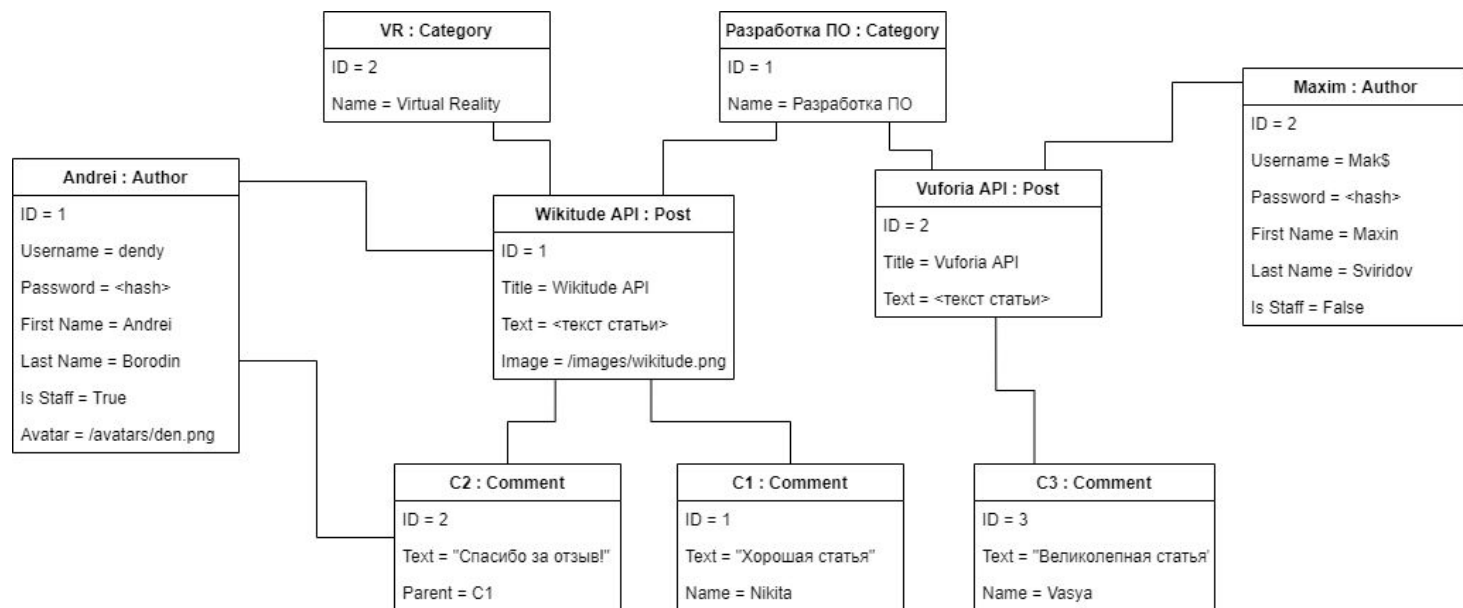 VR : Category
ID = 2
Name = Virtual Reality
Разработка ПО : Category
ID = 1
Name = Разработка ПО
Maxim : Author
ID = 2
Username = Mak$
Password = <hash>
First Name = Maxin
Last Name = Sviridov
Is Staff = False
Andrei : Author
ID = 1
Username = dendy
Password = <hash>
First Name = Andrei
Last Name = Borodin
Is Staff = True
Avatar = /avatars/den.png
Wikitude API : Post
ID = 1
Title = Wikitude API
Text = <текст статьи>
Image = /images/wikitude.png
Vuforia API : Post
ID = 2
Title = Vuforia API
Text = <текст статьи>
C2 : Comment
ID = 2
Text = "Спасибо за отзыв!"
Parent = C1
C1 : Comment
ID = 1
Text = "Хорошая статья"
Name = Nikita
C3 : Comment
ID = 3
Text = "Великолепная статья"
Name = Vasya